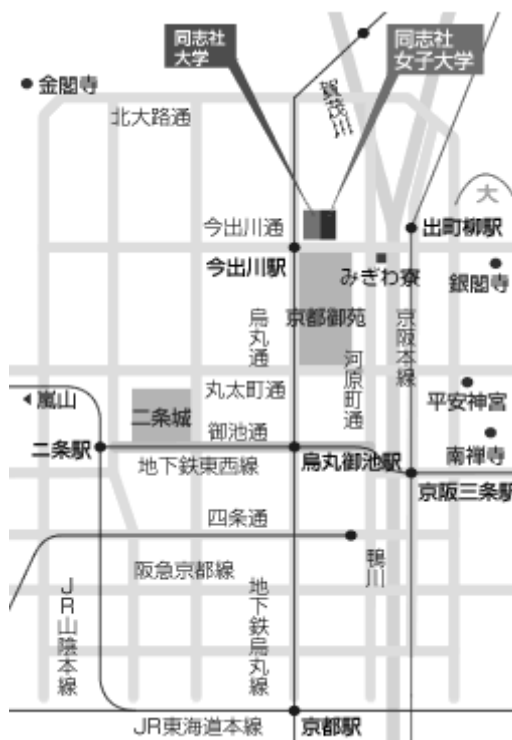 同志社
大学
同志社
女子大学
金閣寺
北大路通
賀茂川
大
今出川通
出町柳駅
今出川駅
みぎわ寮
銀閣寺
烏丸通
京都御苑
京阪本線
河原町通
丸太町通
嵐山
二条城
平安神宮
御池通
二条駅
烏丸御池駅
南禅寺
地下鉄東西線
京阪三条駅
四条通
鴨川
阪急京都線
JR山陰本線
地下鉄烏丸線
JR東海道本線
京都駅